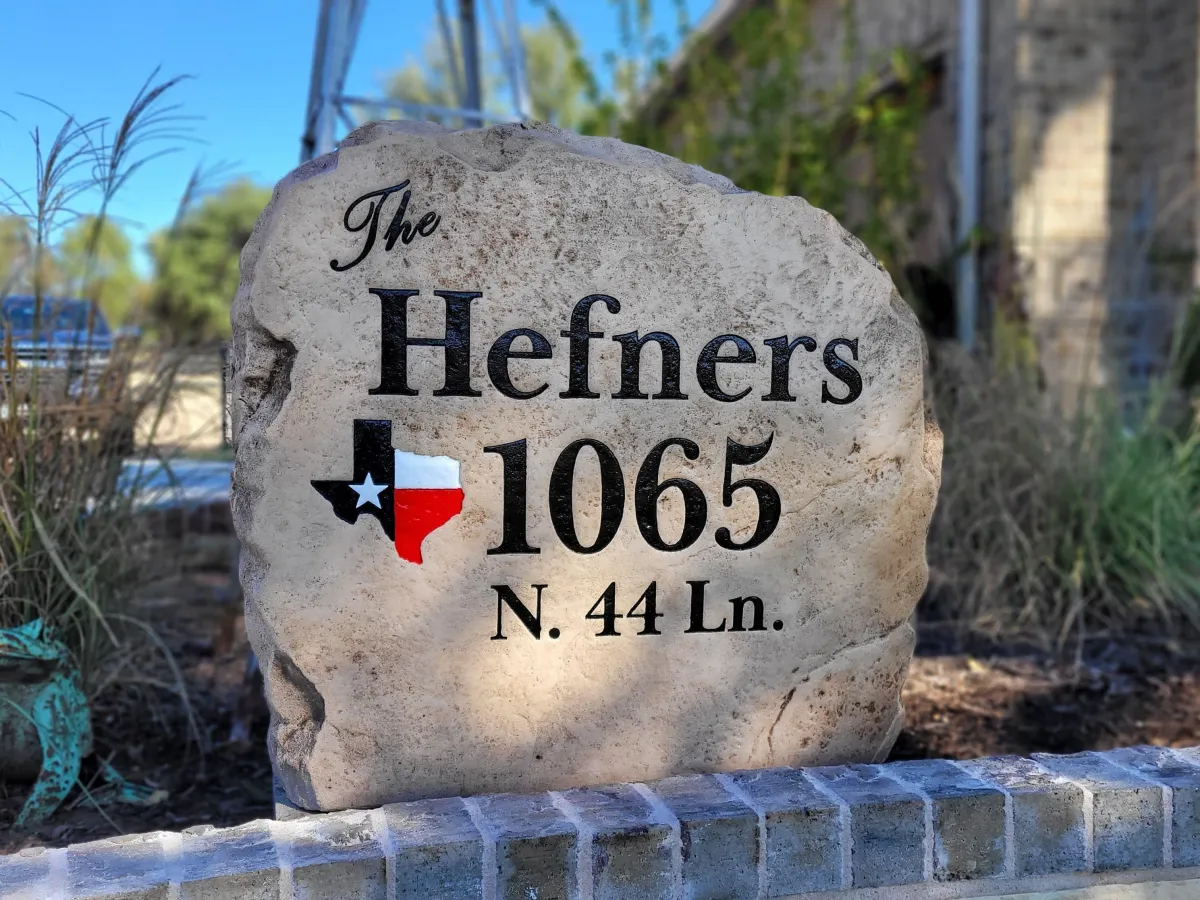 The
Hefners
1065
N. 44 Ln.